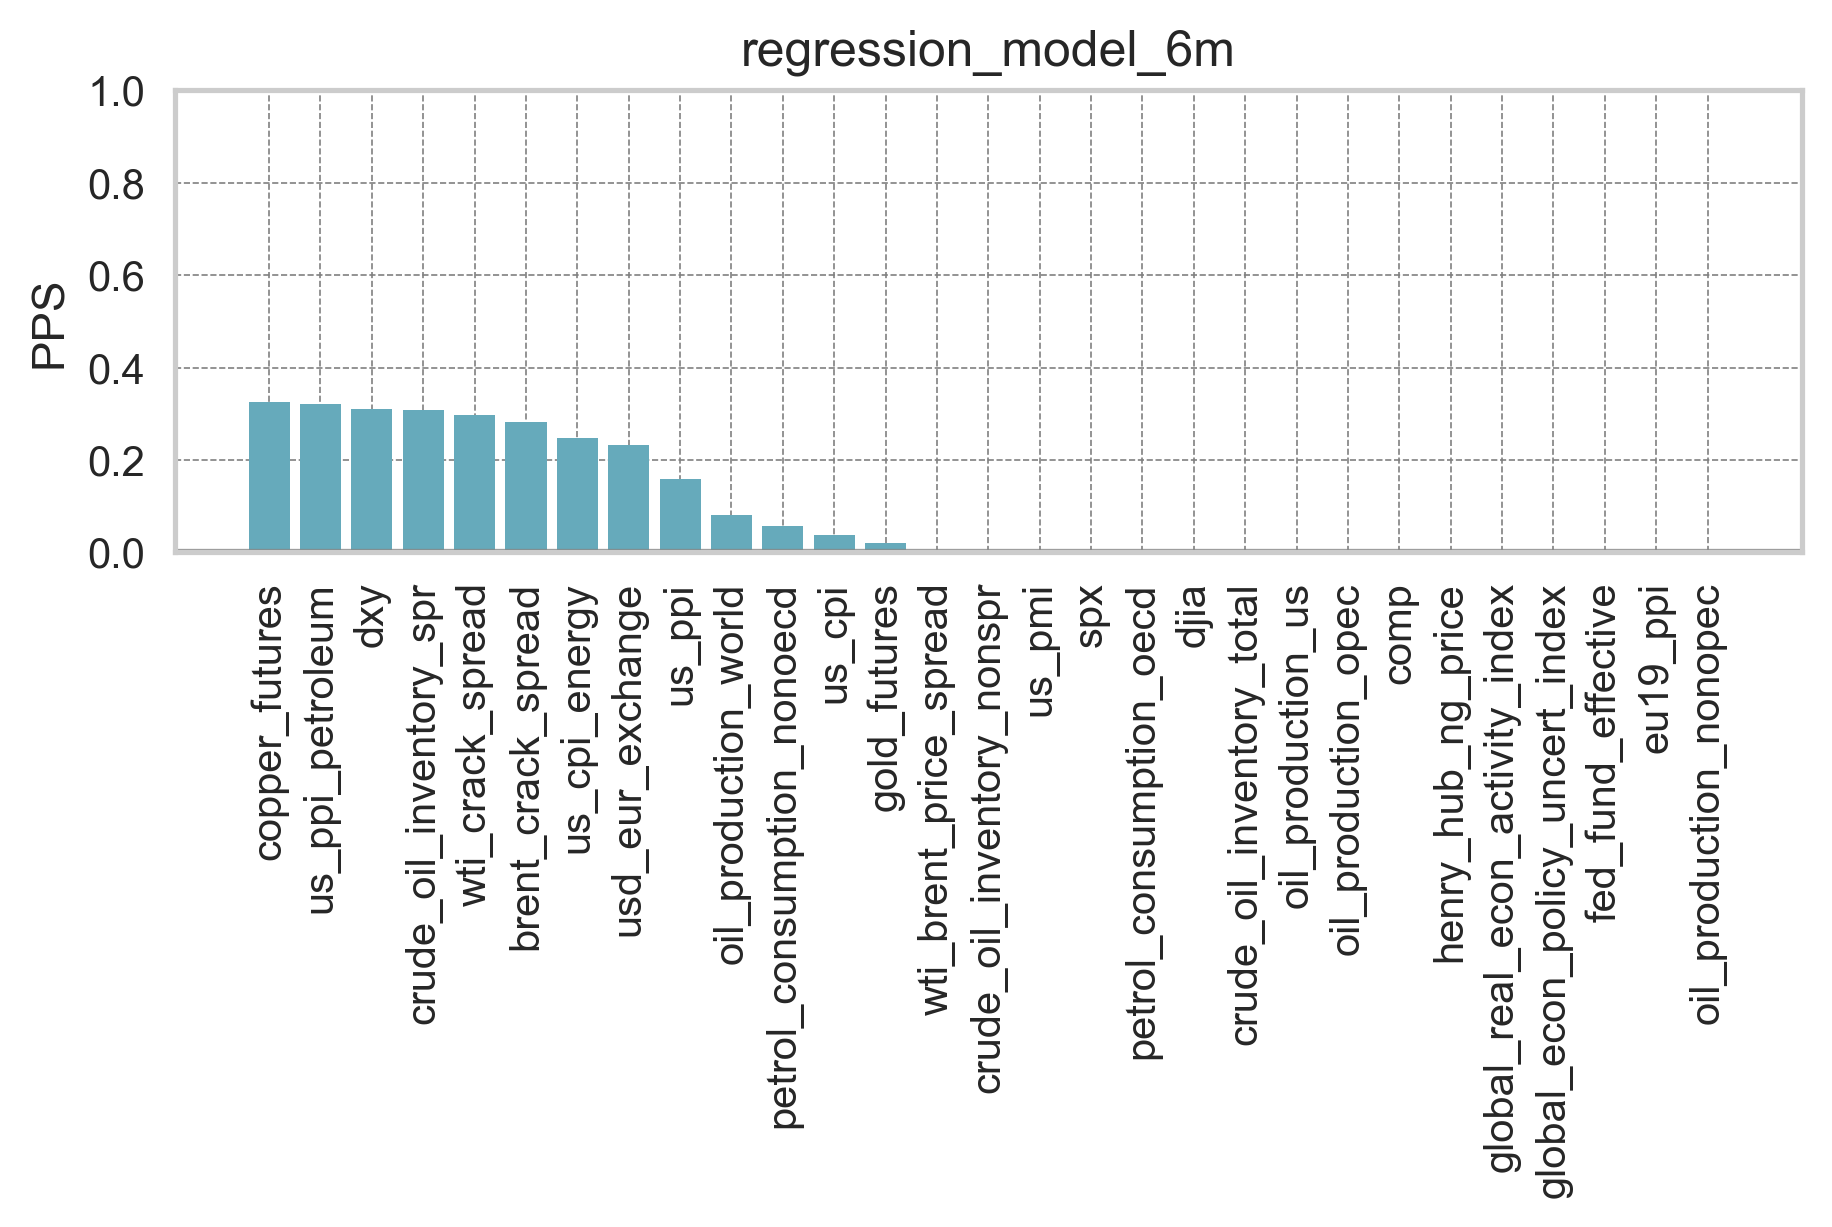 regression_model_6m
PPS
1.0
0.8
0.6
0.4
0.2
0.0
copper_futures
us_ppi_petroleum
dxy
crude_oil_inventory_spr
wti_crack_spread
brent_crack_spread
us_cpi_energy
usd_eur_exchange
us_ppi
oil_production_world
petrol_consumption_nonoecd
us_cpi
gold_futures
wti_brent_price_spread
crude_oil_inventory_nonspr
us_pmi
spx
petrol_consumption_oecd
djia
crude_oil_inventory_total
oil_production_us
oil_production_opec
comp
henry_hub_ng_price
global_real_econ_activity_index
global_econ_policy_uncert_index
fed_fund_effective
eu19_ppi
oil_production_nonopec